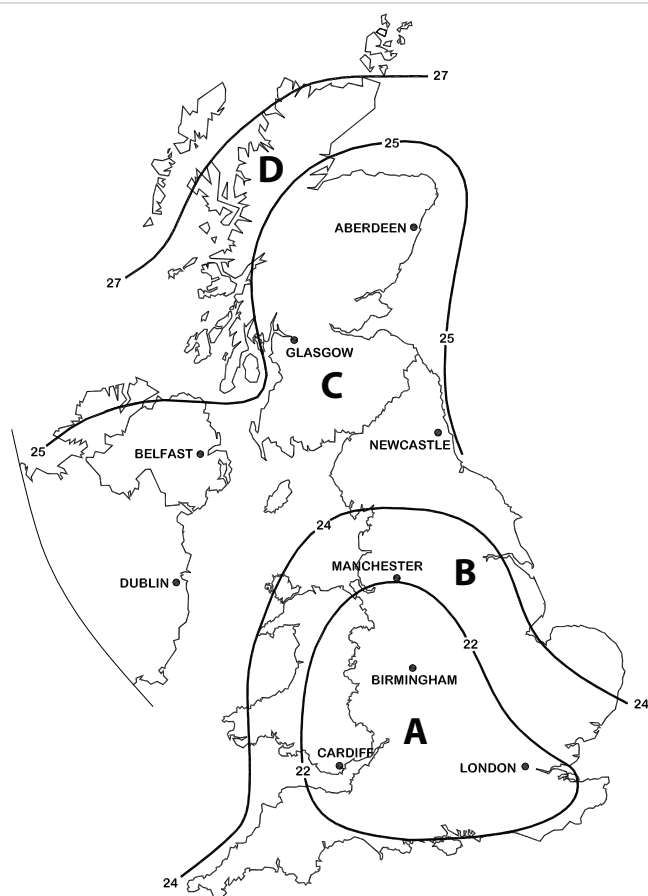 27
25
D
ABERDEEN
27
25
GLASGOW
C
NEWCASTLE
25
BELFAST
24
MANCHESTER
B
DUBLIN
22
BIRMINGHAM
24
A
CARDIFF
LONDON
22
24